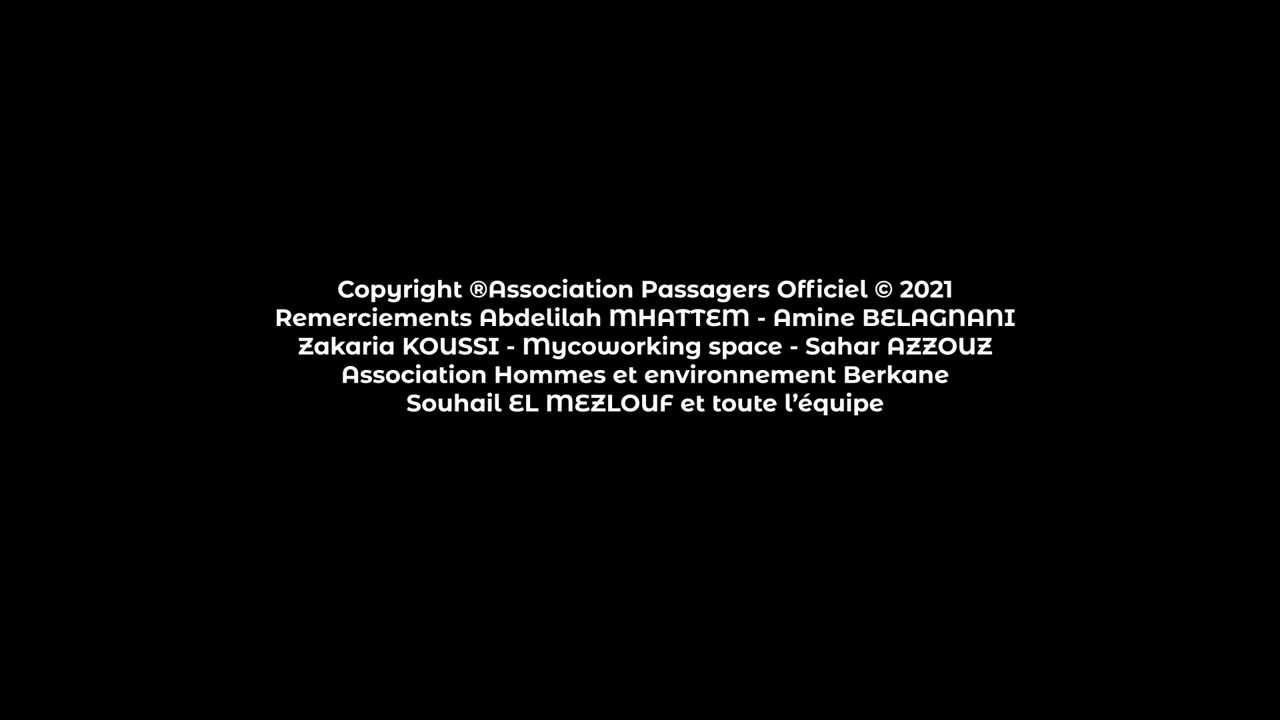 Copyright ®Association Passagers Officiel © 2021
Remerciements Abdelilah MHATTEM - Amine BELAGNANI
Zakaria KOUSSI - Mycoworking space - Sahar AZZOUZ
Association Hommes et environnement Berkane
Souhail EL MEZLOUF et toute l’équipe